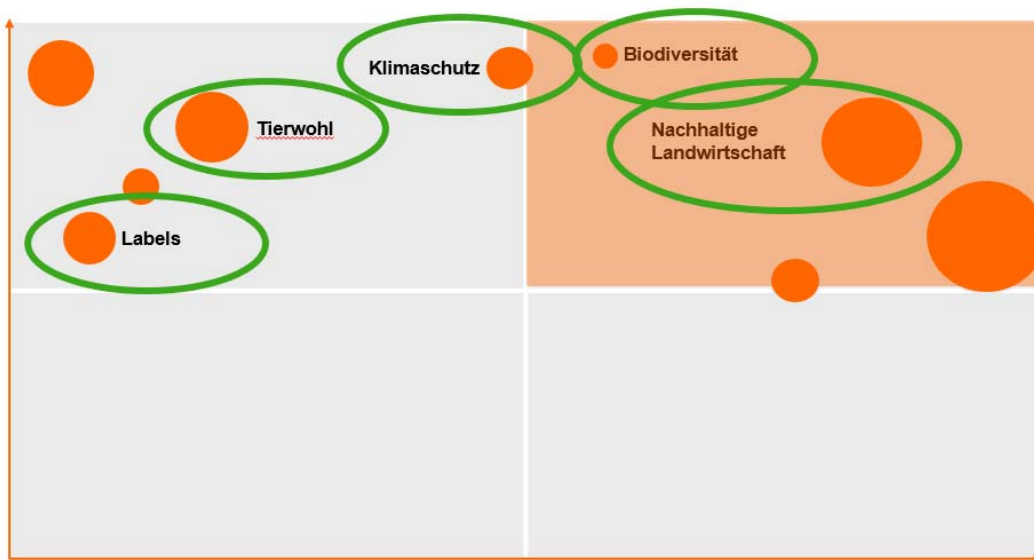 Klimaschutz
Biodiversität
Tierwohl
Nachhaltige
Landwirtschaft
Labels